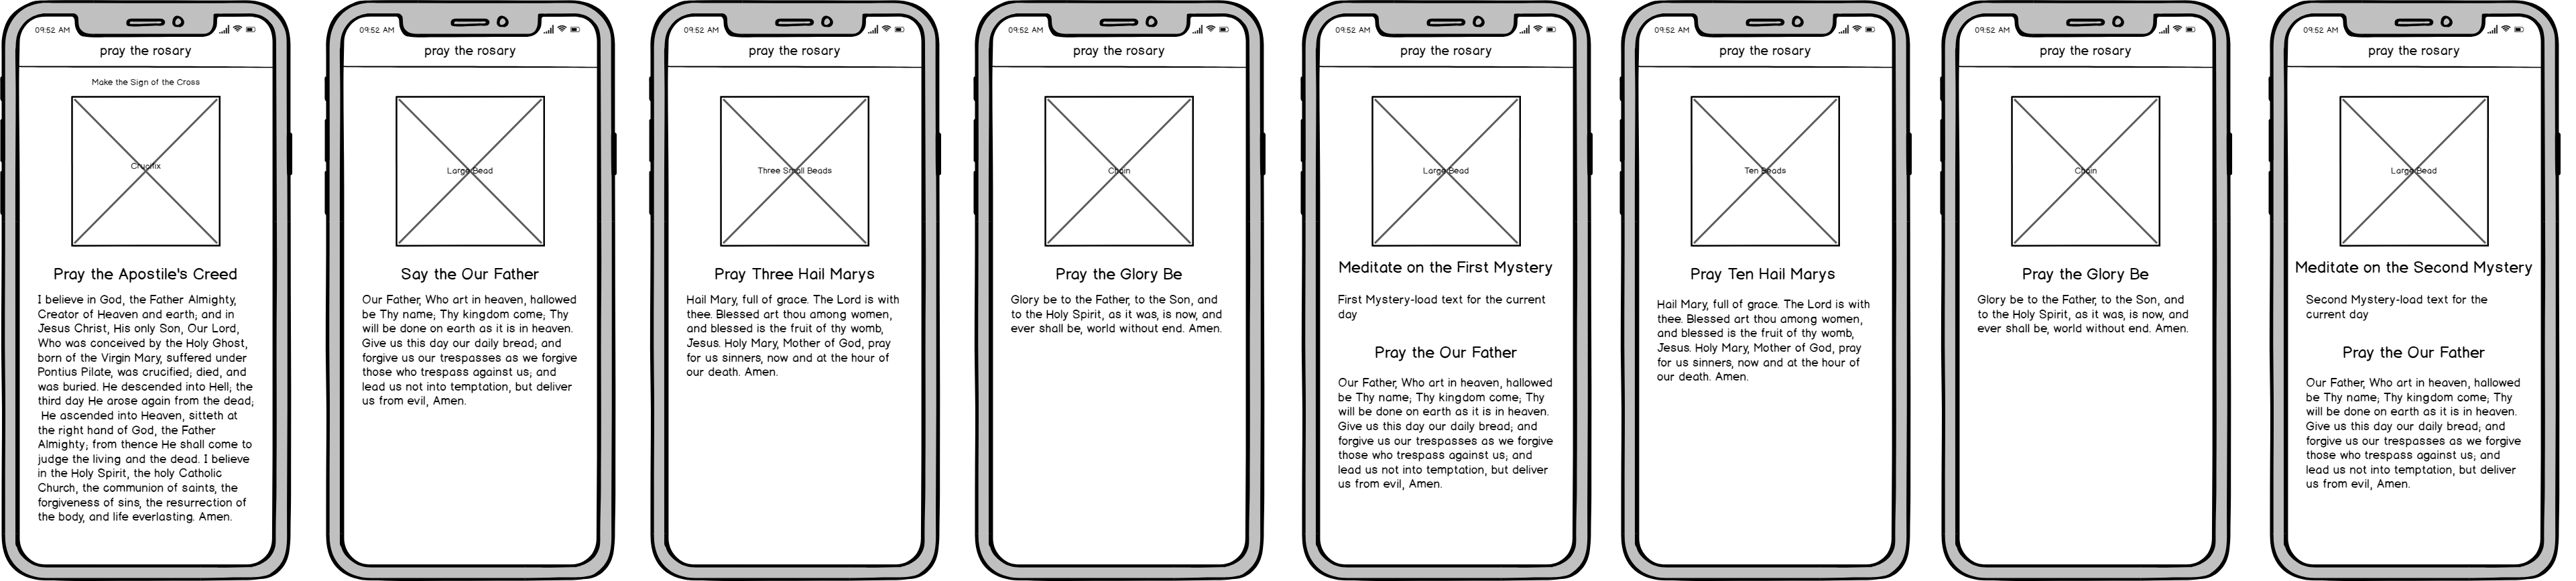 09:52 AM
pray the rosary
Make the Sign of the Cross
Crucifix
Pray the Apostile's Creed
I believe in God, the Father Almighty,
Creator of Heaven and earth; and in
Jesus Christ, His only Son, Our Lord,
Who was conceived by the Holy Ghost,
born of the Virgin Mary, suffered under
Pontius Pilate, was crucified; died, and
was buried. He descended into Hell; the
third day He arose again from the dead;
He ascended into Heaven, sitteth at
the right hand of God, the Father
Almighty; from thence He shall come to
judge the living and the dead. I believe
in the Holy Spirit, the holy Catholic
Church, the communion of saints, the
forgiveness of sins, the resurrection of
the body, and life everlasting. Amen.
09:52 AM
pray the rosary
Large Bead
Say the Our Father
Our Father, Who art in heaven, hallowed
be Thy name; Thy kingdom come; Thy
will be done on earth as it is in heaven.
Give us this day our daily bread; and
forgive us our trespasses as we forgive
those who trespass against us; and
lead us not into temptation, but deliver
us from evil, Amen.
09:52 AM
pray the rosary
Three Small Beads
Pray Three Hail Marys
Hail Mary, full of grace. The Lord is with
thee. Blessed art thou among women,
and blessed is the fruit of thy womb,
Jesus. Holy Mary, Mother of God, pray
for us sinners, now and at the hour of
our death. Amen.
09:52 AM
pray the rosary
Chain
Pray the Glory Be
Glory be to the Father, to the Son, and
to the Holy Spirit, as it was, is now, and
ever shall be, world without end. Amen.
09:52 AM
pray the rosary
Large Bead
Meditate on the First Mystery
First Mystery-load text for the current
day
Pray the Our Father
Our Father, Who art in heaven, hallowed
be Thy name; Thy kingdom come; Thy
will be done on earth as it is in heaven.
Give us this day our daily bread; and
forgive us our trespasses as we forgive
those who trespass against us; and
lead us not into temptation, but deliver
us from evil, Amen.
09:52 AM
pray the rosary
Ten Beads
Pray Ten Hail Marys
Hail Mary, full of grace. The Lord is with
thee. Blessed art thou among women,
and blessed is the fruit of thy womb,
Jesus. Holy Mary, Mother of God, pray
for us sinners, now and at the hour of
our death. Amen.
09:52 AM
pray the rosary
Chain
Pray the Glory Be
Glory be to the Father, to the Son, and
to the Holy Spirit, as it was, is now, and
ever shall be, world without end. Amen.
09:52 AM
pray the rosary
Large Bead
Meditate on the Second Mystery
Second Mystery-load text for the
current day
Pray the Our Father
Our Father, Who art in heaven, hallowed
be Thy name; Thy kingdom come; Thy
will be done on earth as it is in heaven.
Give us this day our daily bread; and
forgive us our trespasses as we forgive
those who trespass against us; and
lead us not into temptation, but deliver
us from evil, Amen.